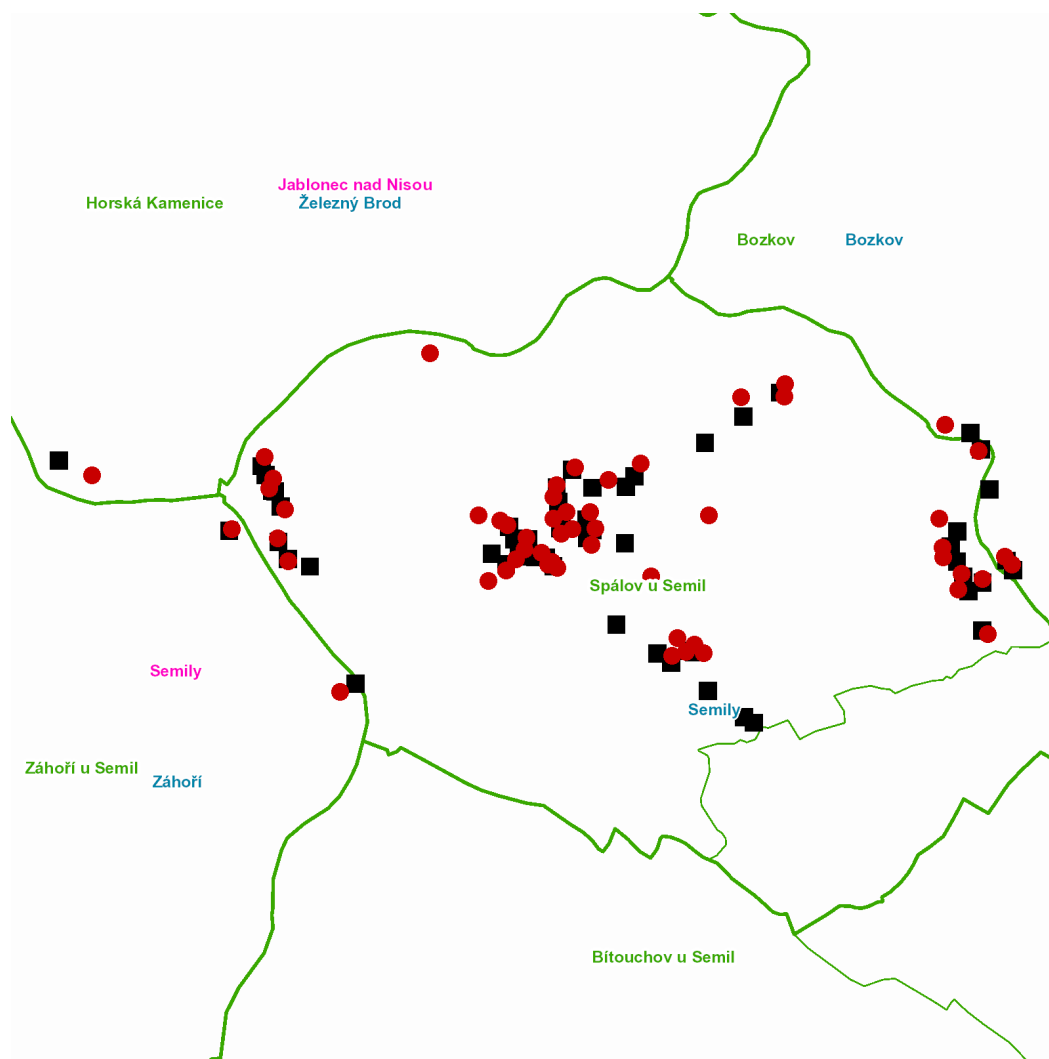 Jablonec nad Nisou
Horská Kamenice
Železný Brod
Bozkov
Bozkov
Spálov u Semil
Semily
Semily
Záhoří u Semil
Záhoří
Bítouchov u Semil